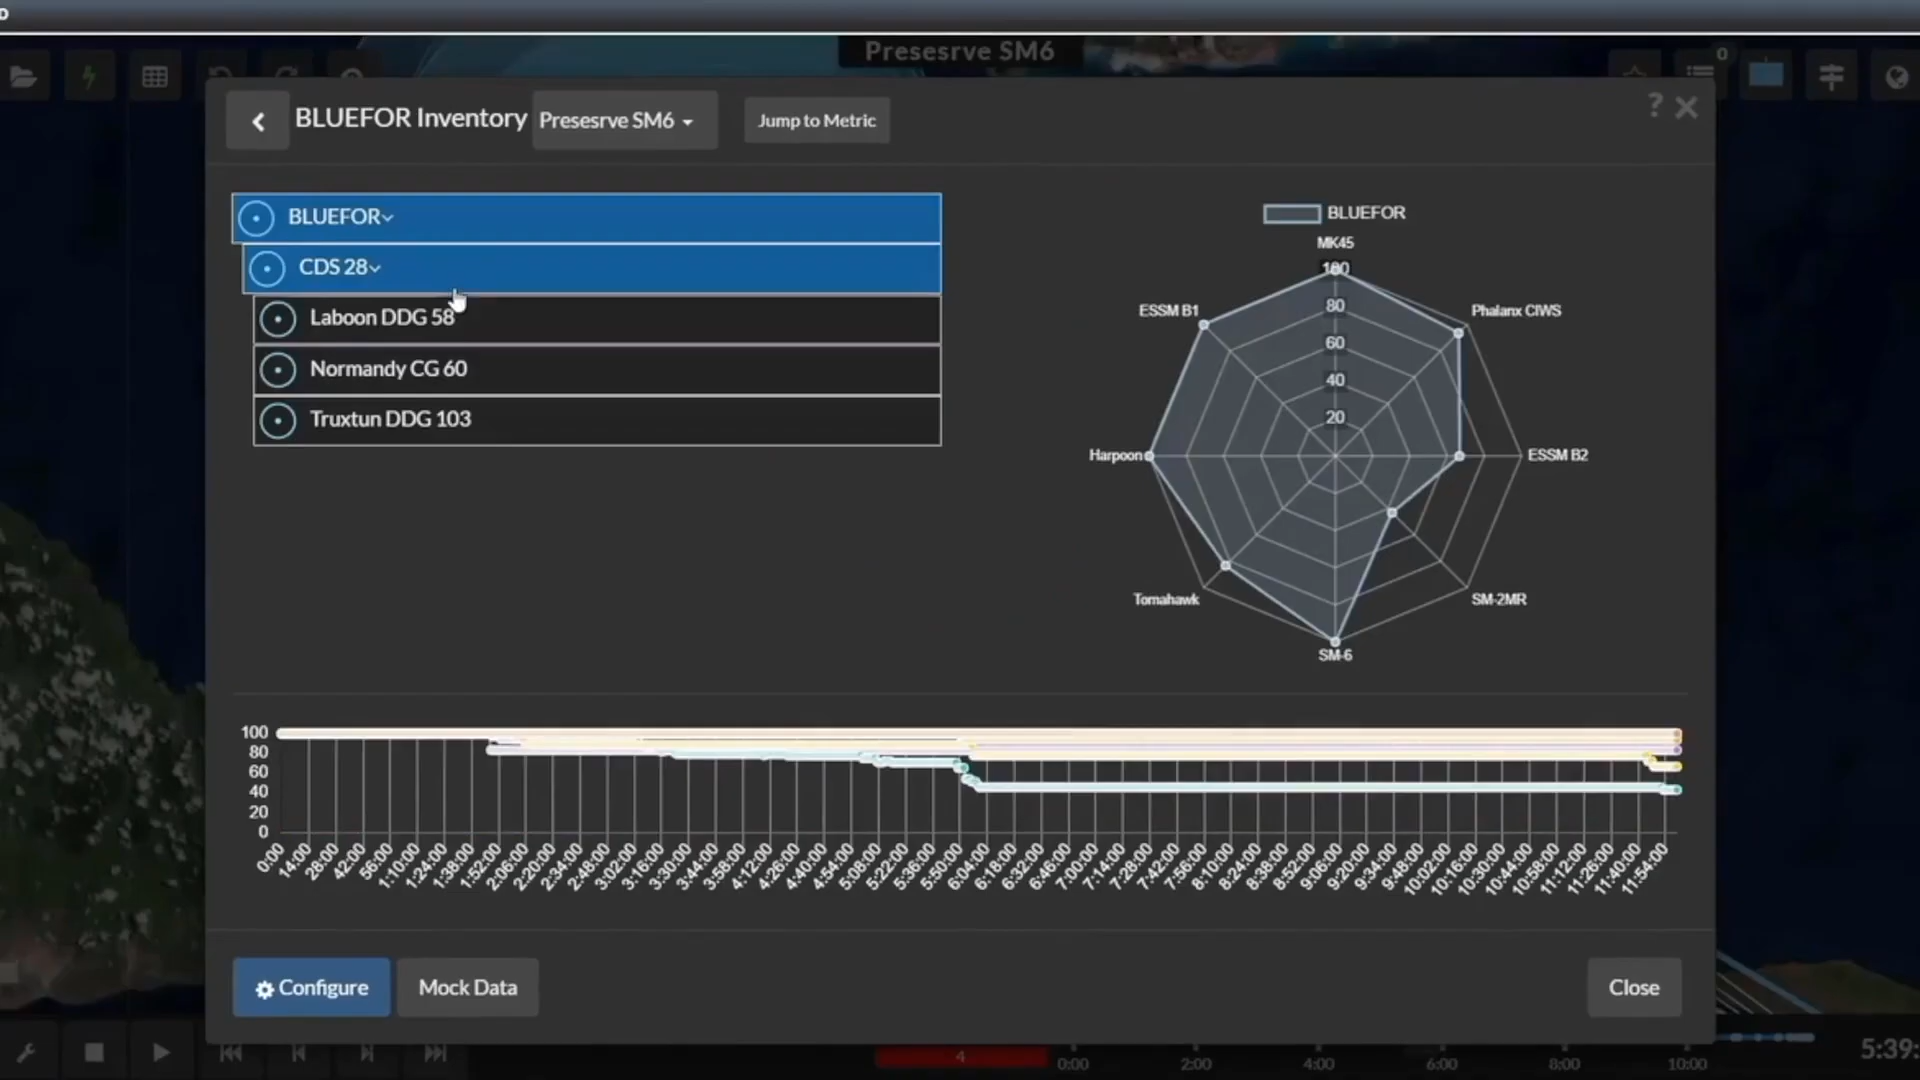 Presesrve SM6
0
BLUEFOR Inventory
Presesrve SM6
Jump to Metric
?
BLUEFOR
CDS 28
Laboon DDG 58
Normandy CG 60
Truxtun DDG 103
BLUEFOR
MK45
100
ESSM B1
80
Phalanx CIWS
60
40
20
Harpoon
ESSM B2
Tomahawk
SM-2MR
SM-6
100
80
60
40
20
0
0:00 14:00 28:00 42:00 56:00 1:10:00 1:24:00 1:38:00 1:52:00 2:06:00 2:20:00 2:34:00 2:48:00 3:02:00 3:16:00 3:30:00 3:44:00 3:58:00 4:12:00 4:26:00 4:40:00 4:54:00 5:08:00 5:22:00 5:36:00 5:50:00 6:04:00 6:18:00 6:32:00 6:46:00 7:00:00 7:14:00 7:28:00 7:42:00 7:56:00 8:10:00 8:24:00 8:38:00 8:52:00 9:06:00 9:20:00 9:34:00 9:48:00 10:02:00 10:16:00 10:30:00 10:44:00 10:58:00 11:12:00 11:26:00 11:40:00 11:54:00
Configure
Mock Data
Close
4
0:00 2:00 4:00 6:00 8:00 10:00
5:39: